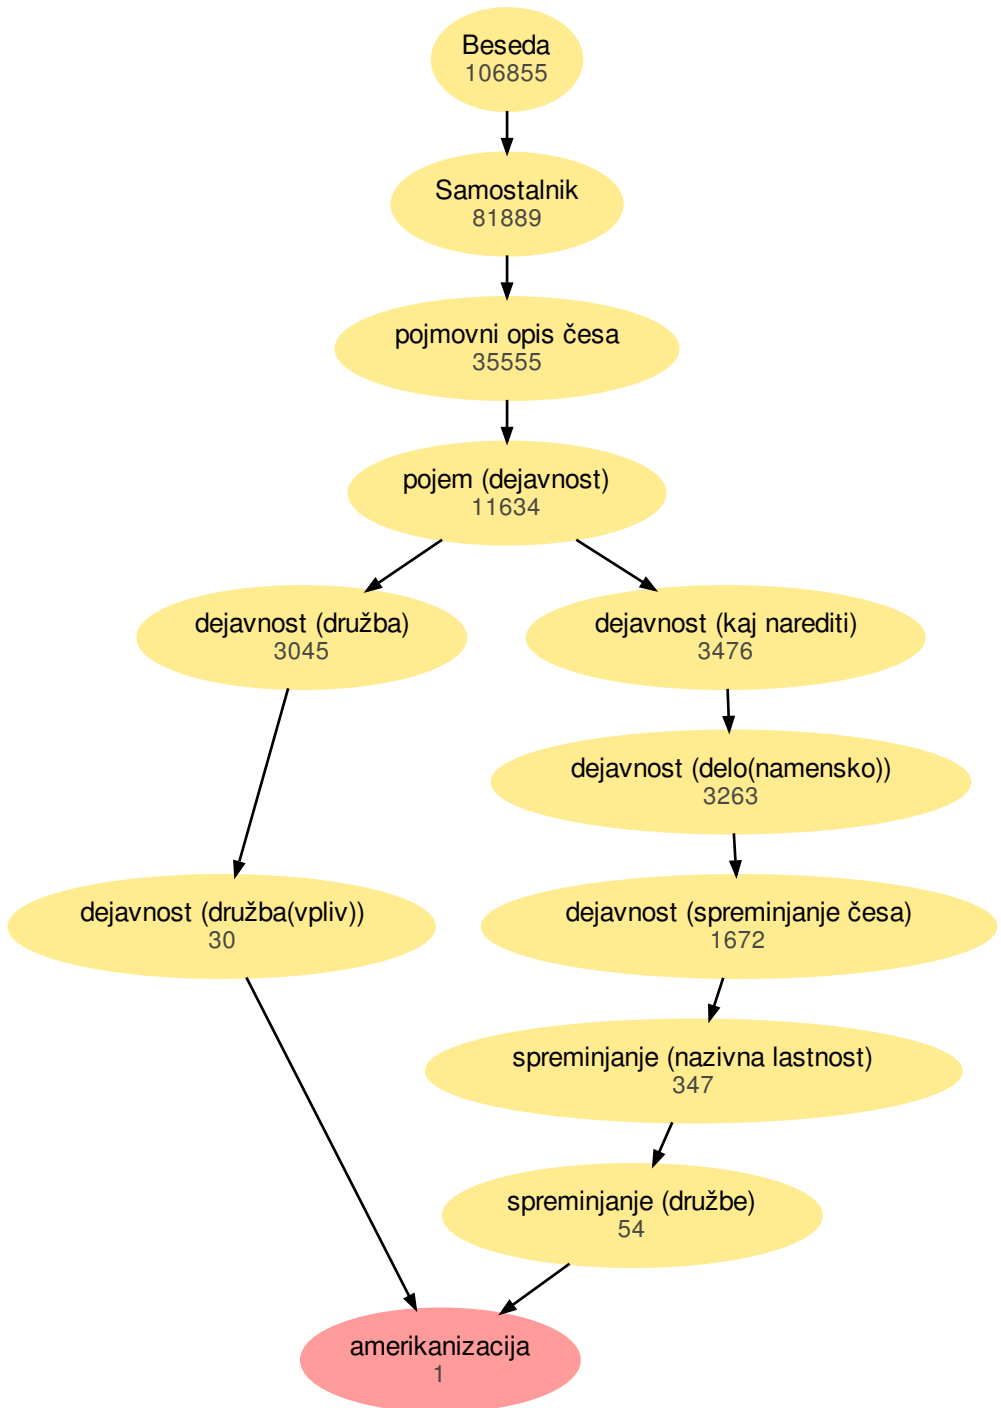 Beseda
106855
Samostalnik
81889
pojmovni opis česa
35555
pojem (dejavnost)
11634
dejavnost (družba)
3045
dejavnost (kaj narediti)
3476
dejavnost (delo(namensko))
3263
dejavnost (družba(vpliv))
30
dejavnost (spreminjanje česa)
1672
spreminjanje (nazivna lastnost)
347
spreminjanje (družbe)
54
amerikanizacija
1